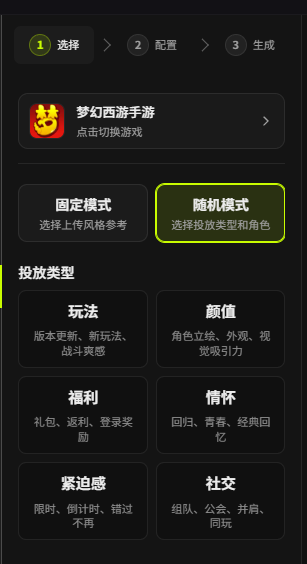 1 选择 2 配置 3 生成
梦幻西游手游
点击切换游戏
固定模式 随机模式
选择上传风格参考 选择投放类型和角色
投放类型
玩法
版本更新、新玩法、
战斗爽感
颜值
角色立绘、外观、视
觉吸引力
福利
礼包、返利、登录奖
励
情怀
回归、青春、经典回
忆
紧迫感
限时、倒计时、错过
不再
社交
组队、公会、并肩、
同玩